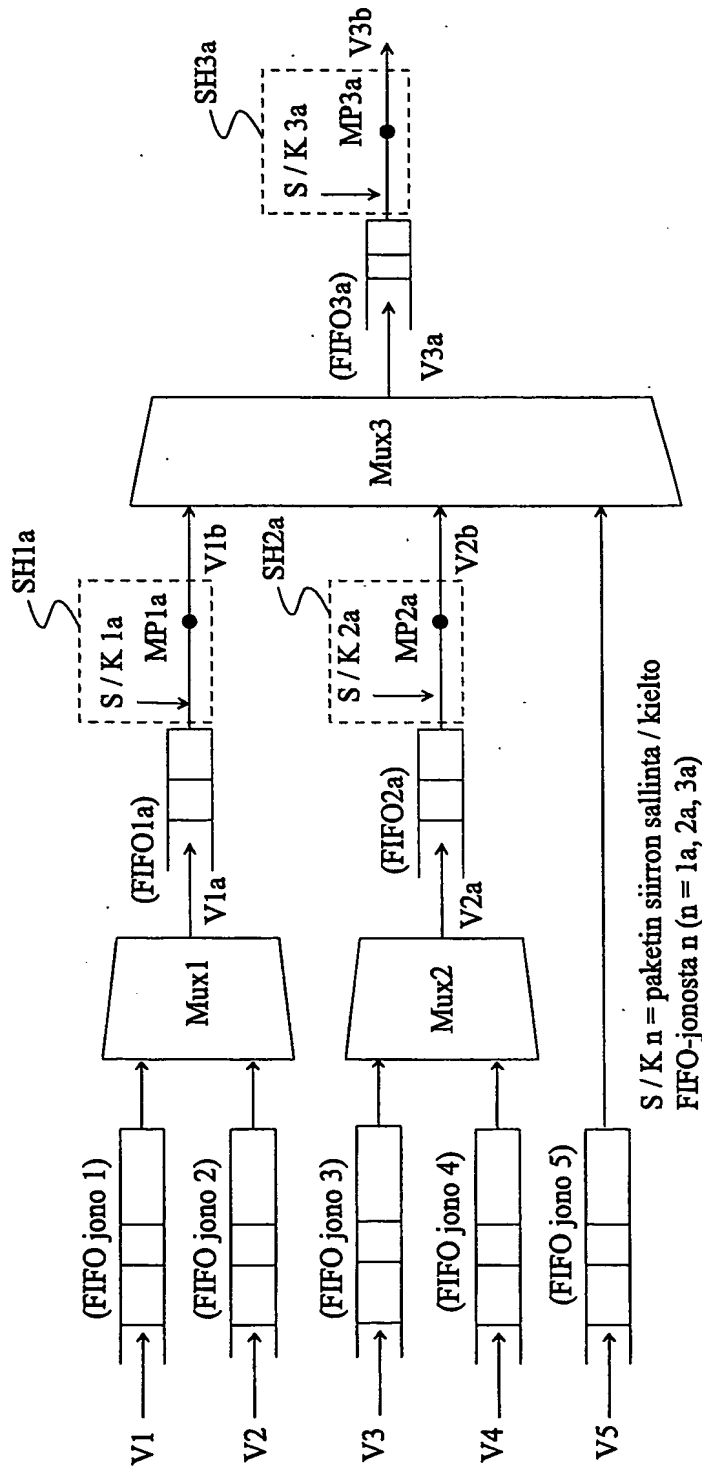 V1
(FIFO jono 1)
V2
(FIFO jono 2)
V3
(FIFO jono 3)
V4
(FIFO jono 4)
V5
(FIFO jono 5)
Mux1
V1a
(FIFO1a)
S / K 1a
MP1a
SH1a
V1b
Mux2
V2a
(FIFO2a)
S / K 2a
MP2a
SH2a
V2b
Mux3
V3a
(FIFO3a)
S / K 3a
MP3a
SH3a
V3b
S / K n = paketin siirron sallinta / kielto
FIFO-jonosta n (n = 1a, 2a, 3a)